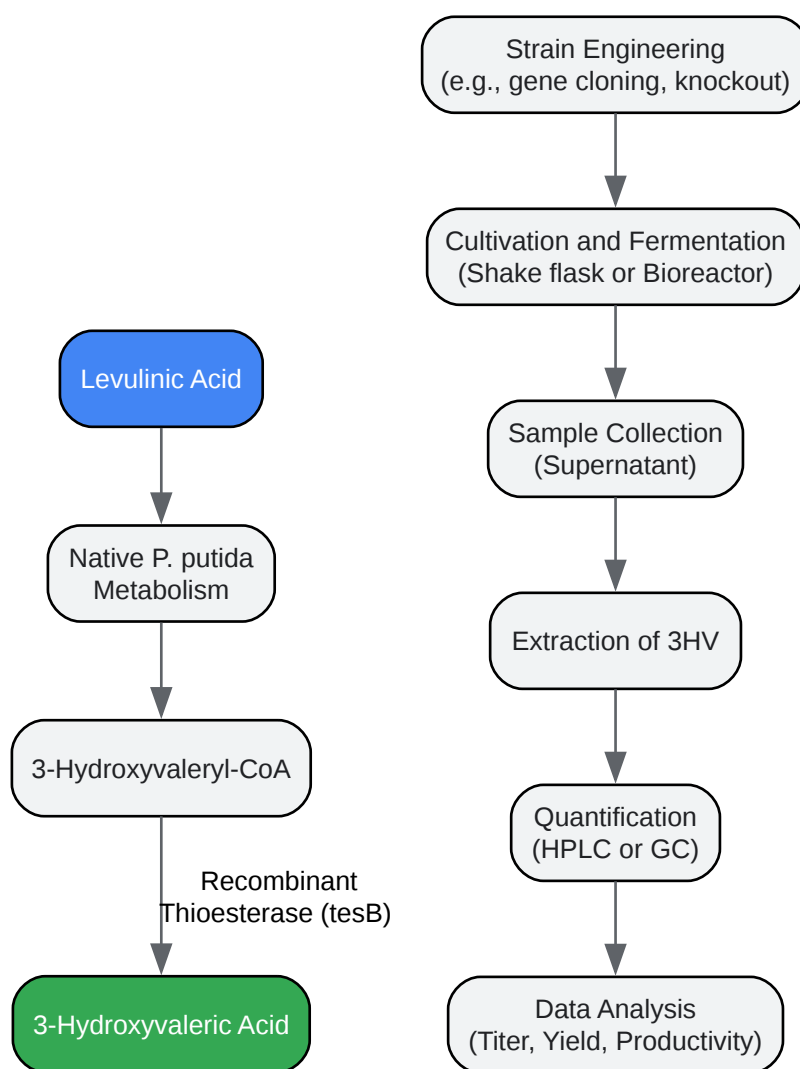 Levulinic Acid
Native P. putida
Metabolism
3-Hydroxyvaleryl-CoA
Recombinant
Thioesterase (tesB)
3-Hydroxyvaleric Acid
Strain Engineering
(e.g., gene cloning, knockout)
Cultivation and Fermentation
(Shake flask or Bioreactor)
Sample Collection
(Supernatant)
Extraction of 3HV
Quantification
(HPLC or GC)
Data Analysis
(Titer, Yield, Productivity)